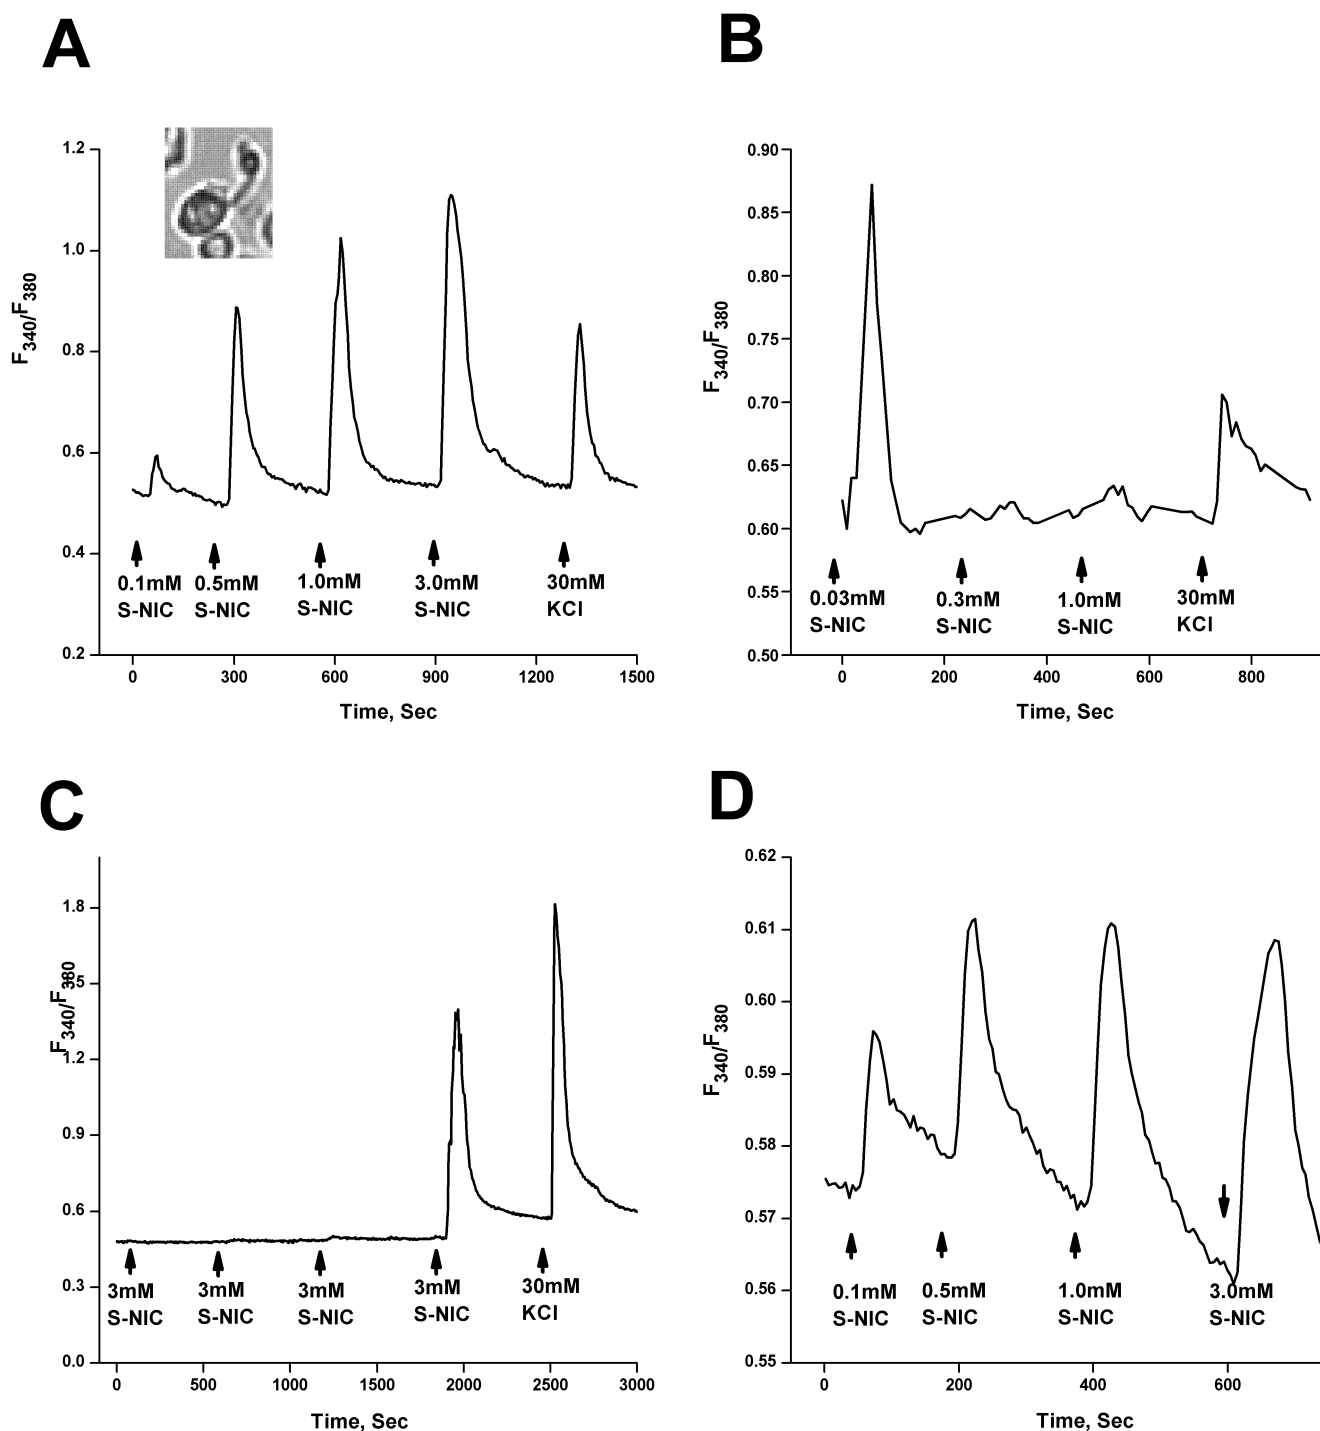 A
1.2
1.0
0.8
0.6
0.4
0.2
F340/F380
0.1mM
S-NIC
0.5mM
S-NIC
1.0mM
S-NIC
3.0mM
S-NIC
30mM
KCl
0
300
600
900
1200
1500
Time, Sec
B
0.90
0.85
0.80
0.75
0.70
0.65
0.60
0.55
0.50
F340/F380
0.03mM
S-NIC
0.3mM
S-NIC
1.0mM
S-NIC
30mM
KCl
0
200
400
600
800
Time, Sec
C
1.8
1.2
0.9
0.6
0.3
0.0
F340/F380
3mM
S-NIC
3mM
S-NIC
3mM
S-NIC
3mM
S-NIC
30mM
KCl
0
500
1000
1500
2000
2500
3000
Time, Sec
D
0.62
0.61
0.60
0.59
0.58
0.57
0.56
0.55
F340/F380
0.1mM
S-NIC
0.5mM
S-NIC
1.0mM
S-NIC
3.0mM
S-NIC
0
200
400
600
Time, Sec